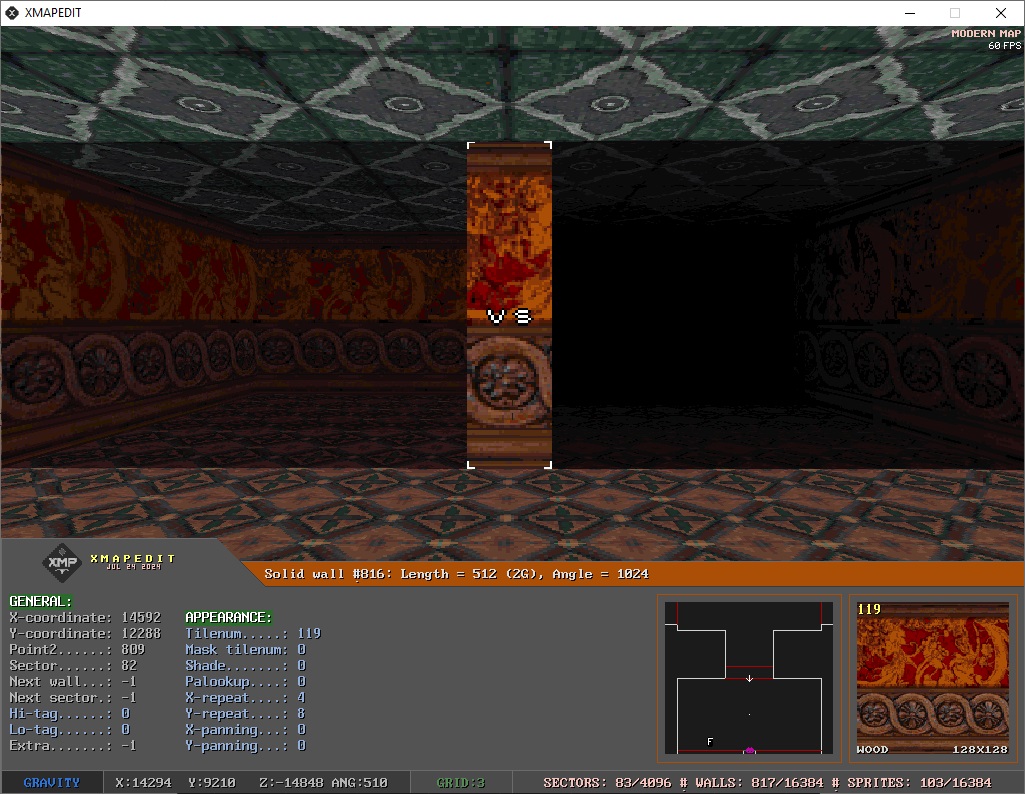 XMAPEDIT
MODERN MAP
60 FPS
V3
XMP
XMAPEDIT
JUL 24 2024
Solid wall #816: Length = 512 (2G), Angle = 1024
GENERAL:
X-coordinate: 14592
Y-coordinate: 12288
Point2......: 809
Sector......: 82
Next wall...: -1
Next sector.: -1
Hi-tag......: 0
Lo-tag......: 0
Extra.......: -1
APPEARANCE:
Tilenum.....: 119
Mask tilenum: 0
Shade.......: 0
Palookup....: 0
X-repeat....: 4
Y-repeat....: 8
X-panning...: 0
Y-panning...: 0
F
119
WOOD 128X128
GRAVITY X:14294 Y:9210 Z:-14848 ANG:510 GRID:3 SECTORS: 83/4096 # WALLS: 817/16384 # SPRITES: 103/16384